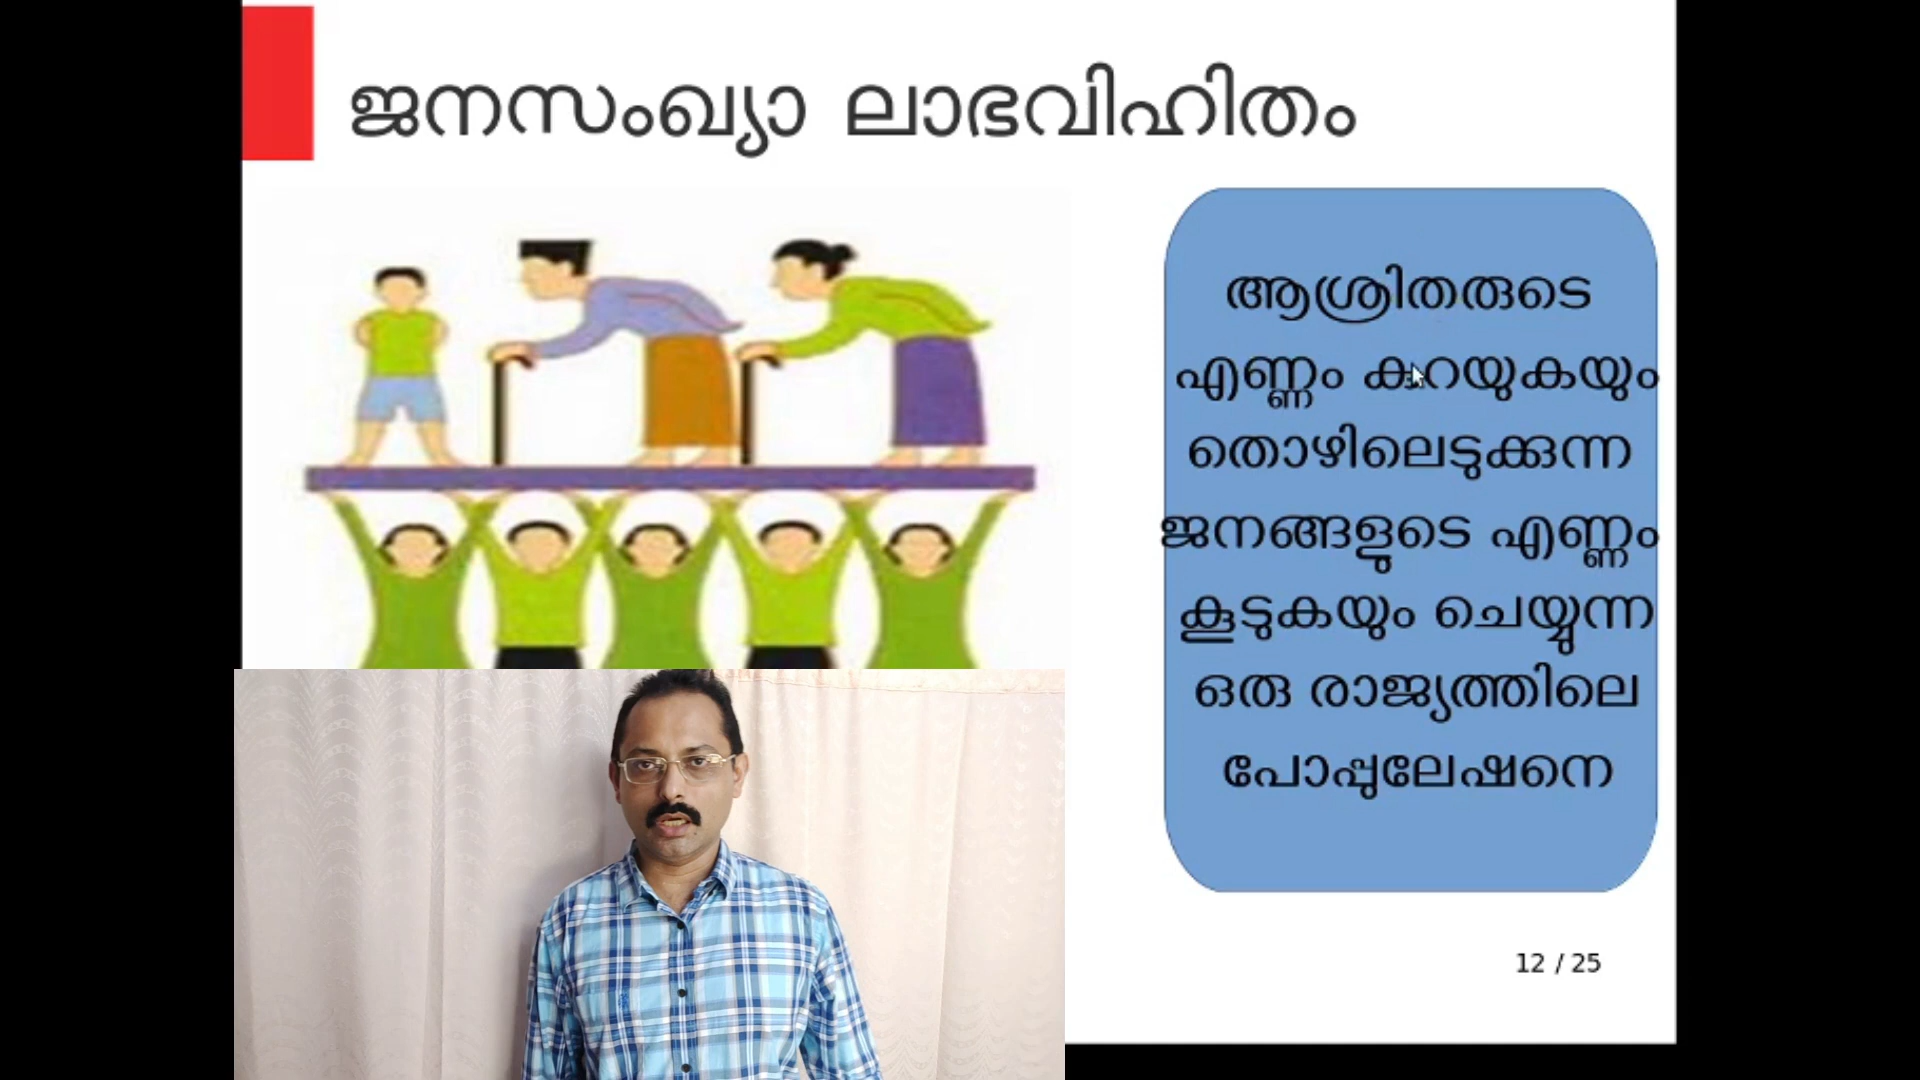 ജനസംഖ്യാ ലാഭവിഹിതം
ആശ്രിതരുടെ
എണ്ണം കുറയുകയും
തൊഴിലെടുക്കുന്ന
ജനങ്ങളുടെ എണ്ണം
കൂടുകയും ചെയ്യുന്ന
ഒരു രാജ്യത്തിലെ
പോപ്പുലേഷനെ
12 / 25